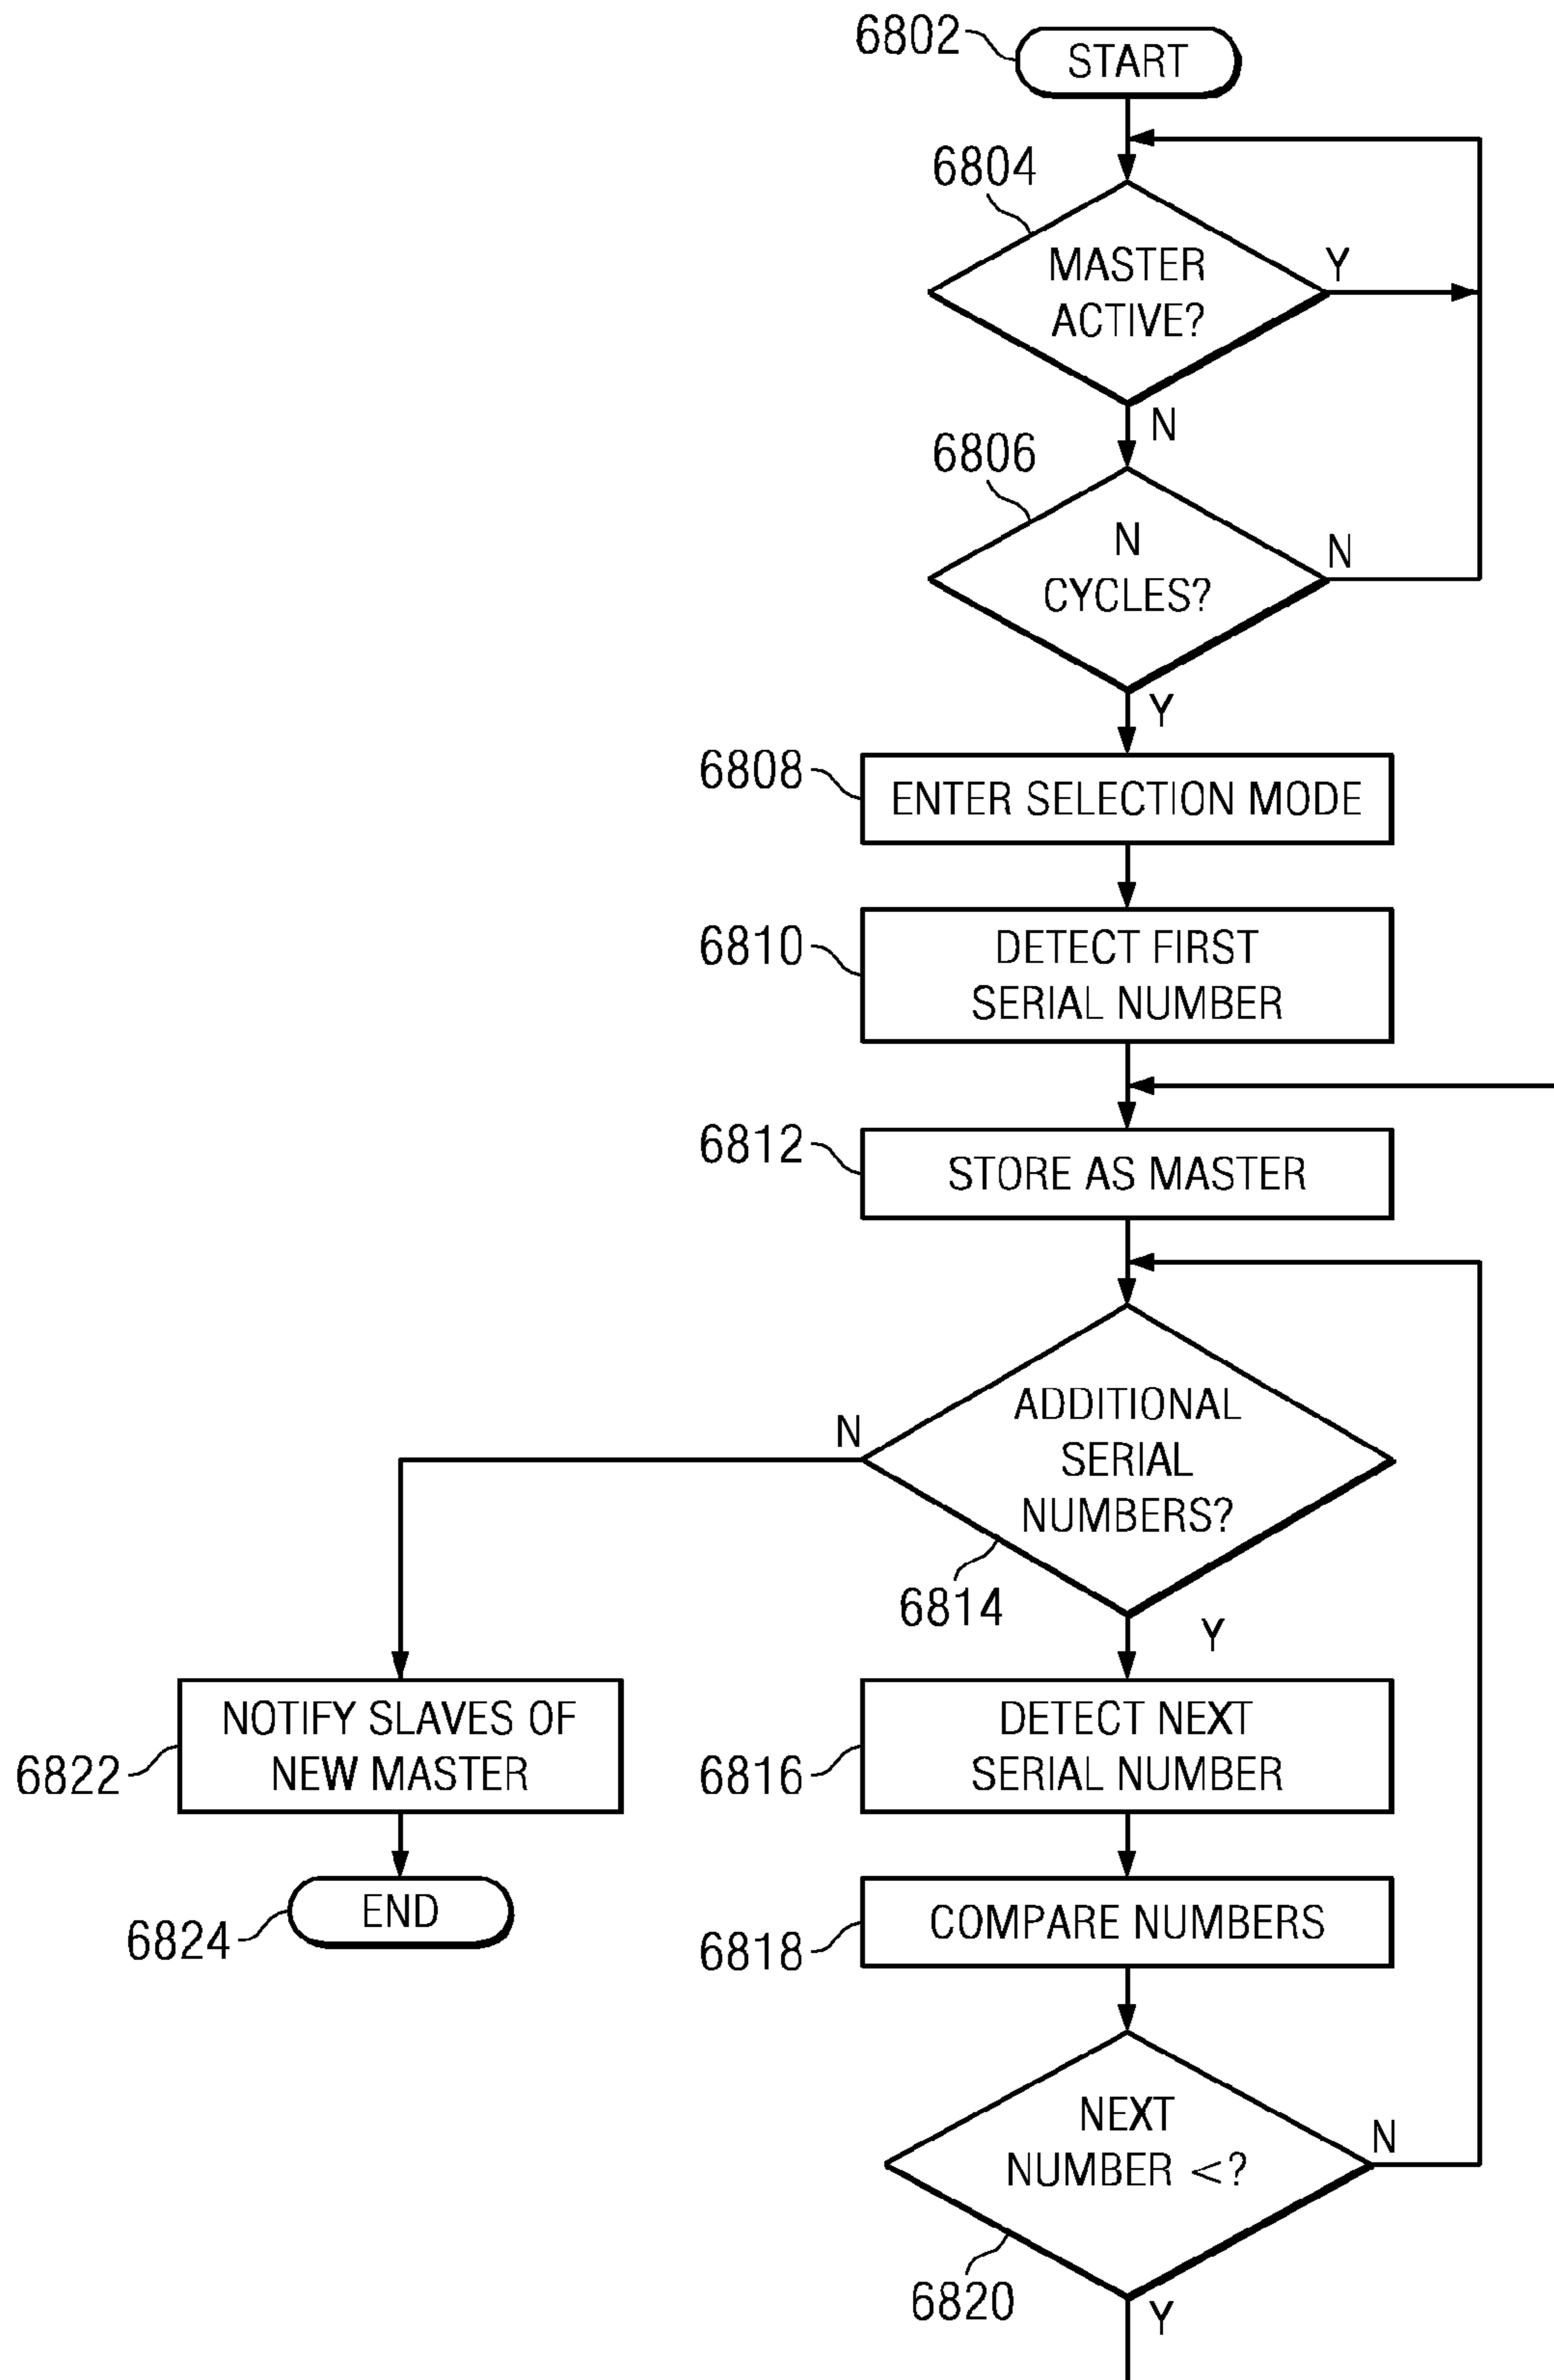 6802
START
6804
MASTER
ACTIVE?
Y
N
6806
N
CYCLES?
N
Y
6808
ENTER SELECTION MODE
6810
DETECT FIRST
SERIAL NUMBER
6812
STORE AS MASTER
ADDITIONAL
SERIAL
NUMBERS?
N
6814
Y
NOTIFY SLAVES OF
NEW MASTER
6822
DETECT NEXT
SERIAL NUMBER
6816
END
6824
COMPARE NUMBERS
6818
NEXT
NUMBER <?
N
6820
Y